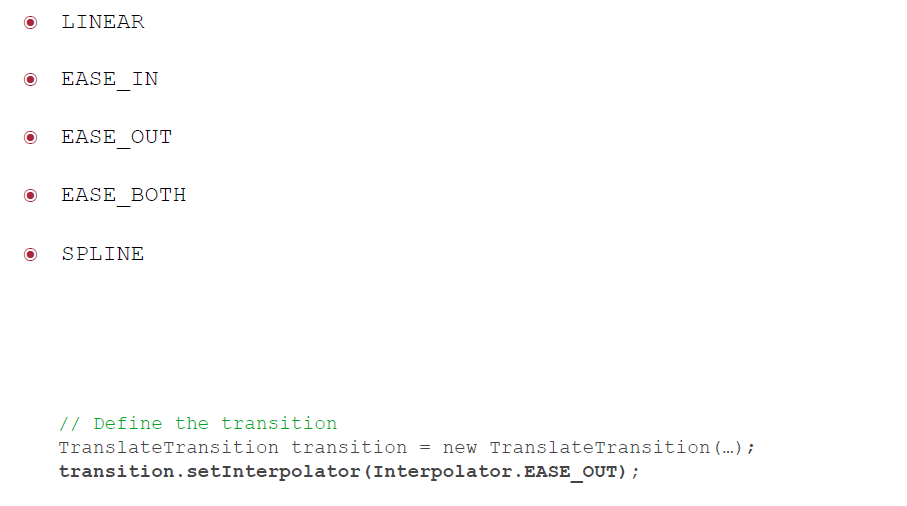 LINEAR
EASE_IN
EASE_OUT
EASE_BOTH
SPLINE
// Define the transition
TranslateTransition transition = new TranslateTransition(…);
transition.setInterpolator(Interpolator.EASE_OUT);